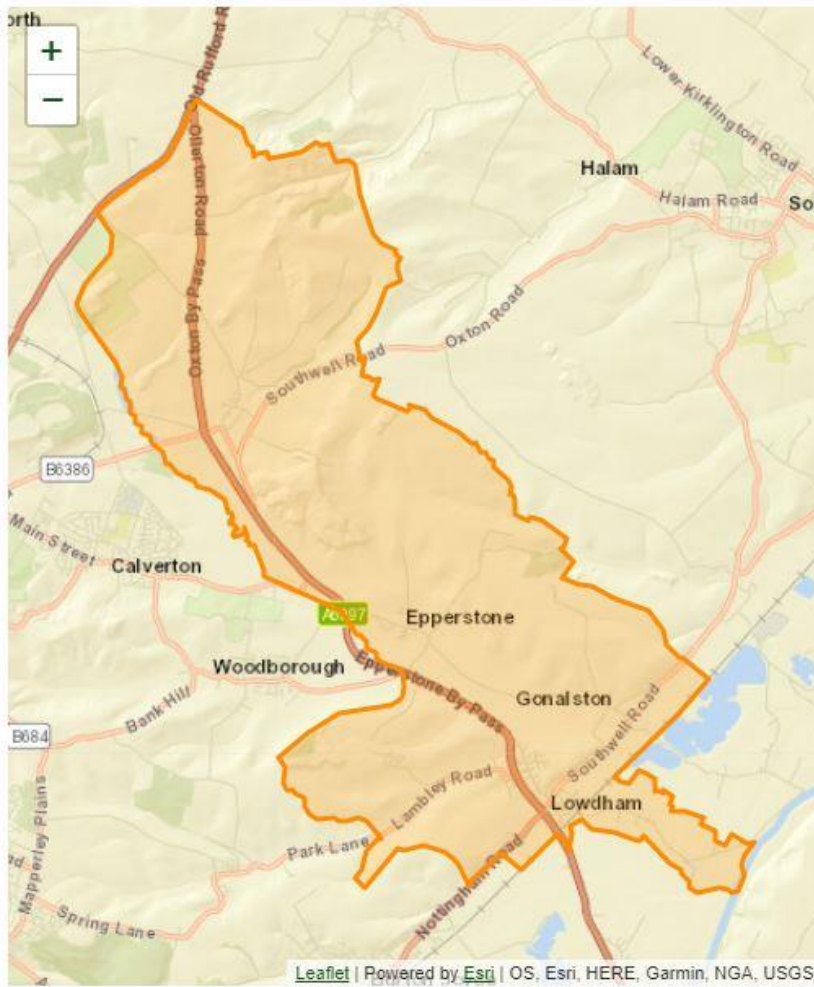 orth
+
−
Old Rufford R
Ollerton Road
Oxton By Pass
Lower Kirklington Road
Halam
Halam Road
So
Oxton Road
Southwell Road
B6386
Main Street
Calverton
A6097
Epperstone
Woodborough
Epperstone By Pass
Gonalston
Bank Hill
B684
Southwell Road
Lambley Road
Lowdham
Mapperley Plains
Park Lane
Nottingham Road
Spring Lane
Leaflet | Powered by Esri | OS, Esri, HERE, Garmin, NGA, USGS